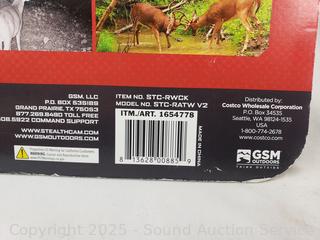 GSM, LLC
P.O. BOX 535189
GRAND PRAIRIE, TX 75053
877.269.8490 TOLL FREE
COMMAND SUPPORT
WWW.STEALTHCAM.COM
WWW.GSMOUTDOORS.COM
WARNING
ITEM NO. STC-RWCK
MODEL NO. STC-RATW V2
ITM./ART. 1654778
8 13628 00885 9
MADE IN CHINA
Distributed by:
Costco Wholesale Corporation
P.O. Box 34535
Seattle, WA 98124-1535
USA
1-800-774-2678
www.costco.com
GSM
OUTDOORS
Copyright © 2025 - Sound Auction Service